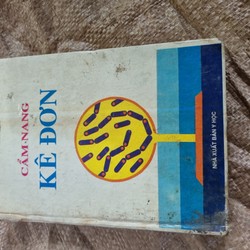 CẨM NANG
KÊ ĐƠN
NHÀ XUẤT BẢN Y HỌC